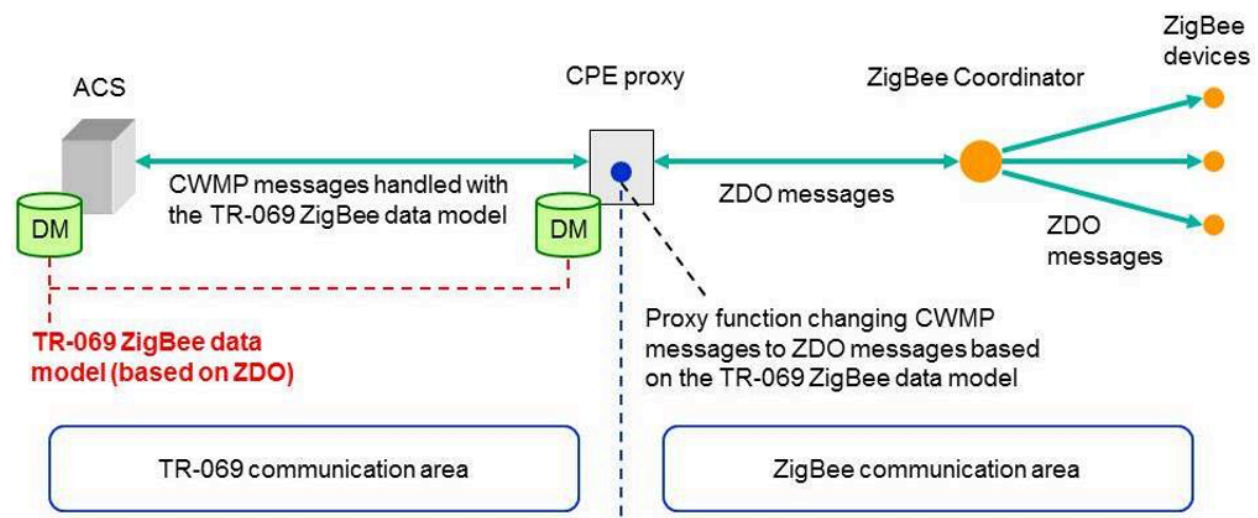 ACS
CPE proxy
ZigBee Coordinator
ZigBee
devices
CWMP messages handled with
the TR-069 ZigBee data model
ZDO messages
ZDO
messages
DM
DM
TR-069 ZigBee data
model (based on ZDO)
Proxy function changing CWMP
messages to ZDO messages based
on the TR-069 ZigBee data model
TR-069 communication area
ZigBee communication area